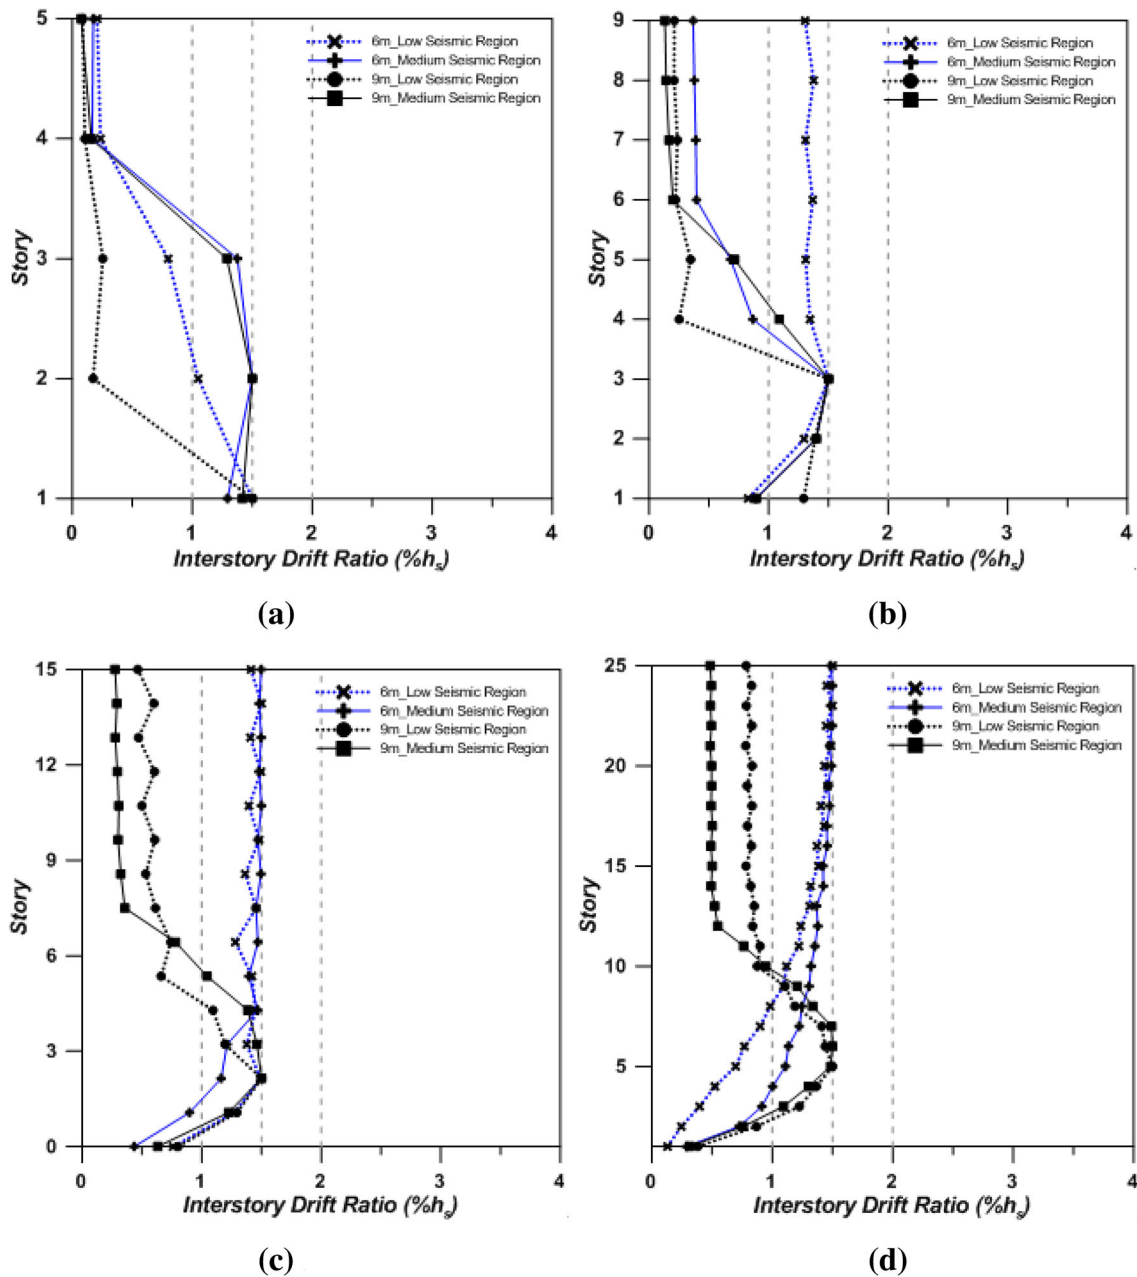 5
4
3
2
1
Story
0 1 2 3 4
Interstory Drift Ratio (%hs)
6m_Low Seismic Region
6m_Medium Seismic Region
9m_Low Seismic Region
9m_Medium Seismic Region
(a)
9
8
7
6
5
4
3
2
1
Story
0 1 2 3 4
Interstory Drift Ratio (%hs)
6m_Low Seismic Region
6m_Medium Seismic Region
9m_Low Seismic Region
9m_Medium Seismic Region
(b)
15
12
9
6
3
0
Story
0 1 2 3 4
Interstory Drift Ratio (%hs)
6m_Low Seismic Region
6m_Medium Seismic Region
9m_Low Seismic Region
9m_Medium Seismic Region
(c)
25
20
15
10
5
Story
0 1 2 3 4
Interstory Drift Ratio (%hs)
6m_Low Seismic Region
6m_Medium Seismic Region
9m_Low Seismic Region
9m_Medium Seismic Region
(d)